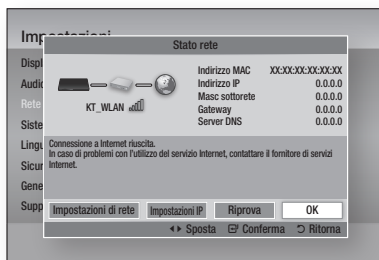 Impostazioni
Stato rete
Displ
Audio
Rete
Siste
Lingu
Sicur
Gene
Supp
KT_WLAN
Indirizzo MAC XX:XX:XX:XX:XX:XX
Indirizzo IP 0.0.0.0
Masc sottorete 0.0.0.0
Gateway 0.0.0.0
Server DNS 0.0.0.0
Connessione a Internet riuscita.
In caso di problemi con l'utilizzo del servizio Internet, contattare il fornitore di servizi
Internet.
Impostazioni di rete Impostazioni IP Riprova OK
Sposta Conferma Ritorna